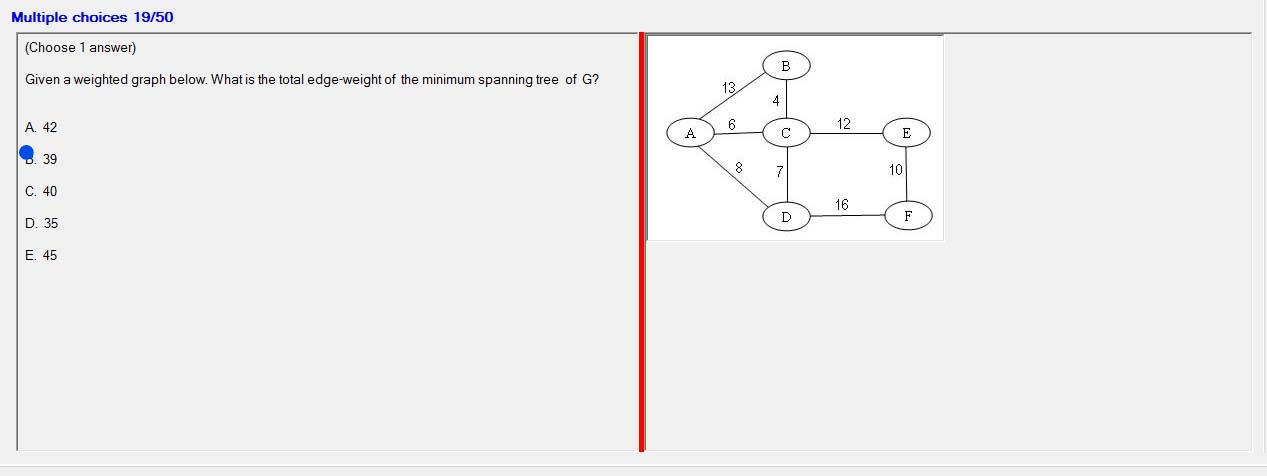 Multiple choices 19/50
(Choose 1 answer)
Given a weighted graph below. What is the total edge-weight of the minimum spanning tree of G?
A. 42
B. 39
C. 40
D. 35
E. 45
B
13
4
A
6
C
12
E
8
7
10
16
D
F